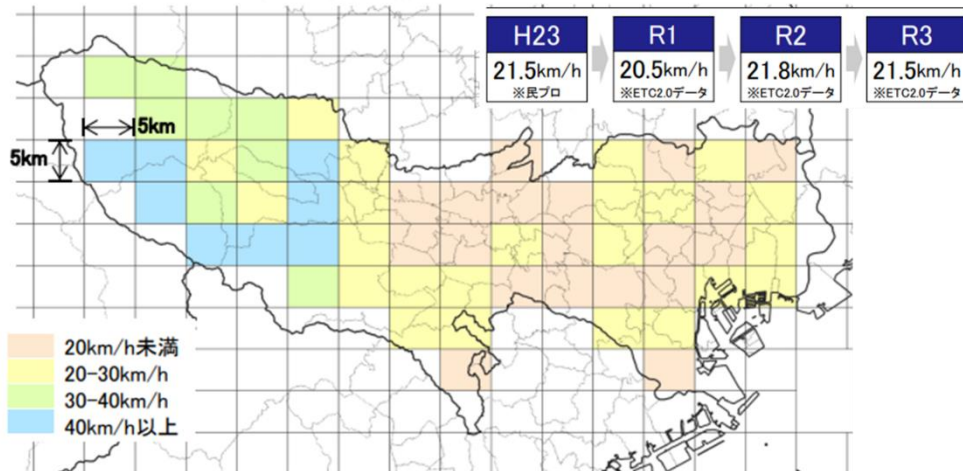 H23
21.5km/h
※民プロ
R1
20.5km/h
※ETC2.0データ
R2
21.8km/h
※ETC2.0データ
R3
21.5km/h
※ETC2.0データ
5km
5km
20km/h未満
20-30km/h
30-40km/h
40km/h以上